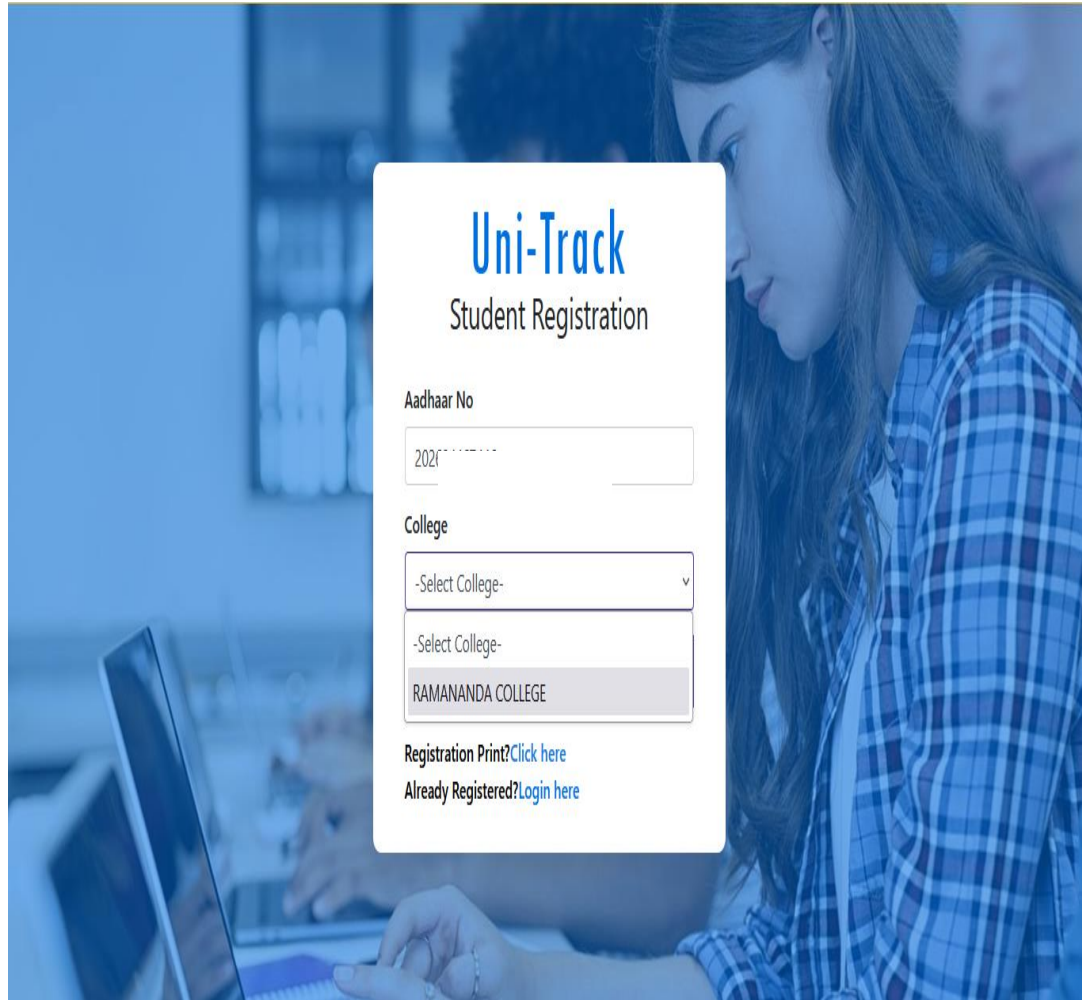 Uni-Track
Student Registration
Aadhaar No
College
-Select College-
-Select College-
RAMANANDA COLLEGE
Registration Print?Click here
Already Registered?Login here